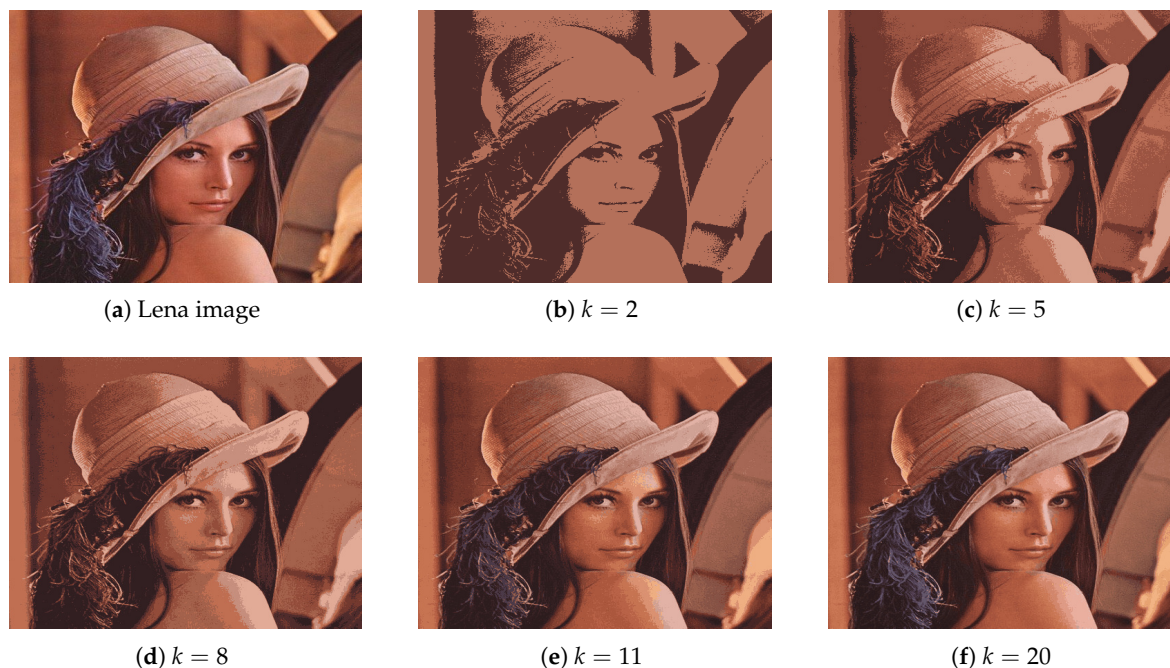 (a) Lena image
(b) k = 2
(c) k = 5
(d) k = 8
(e) k = 11
(f) k = 20